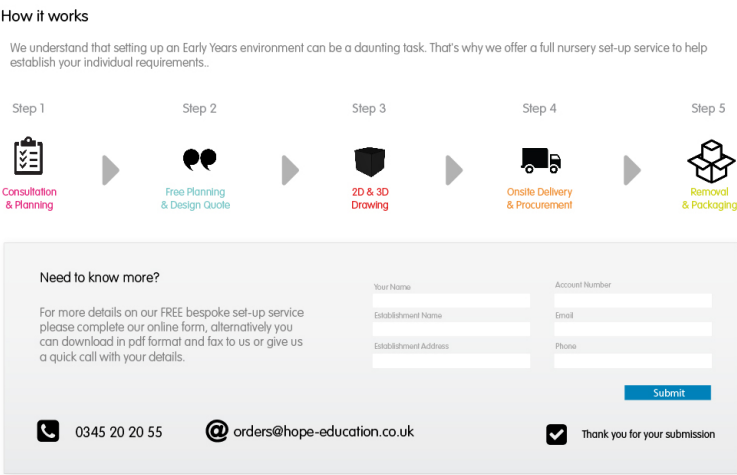 How it works
We understand that setting up an Early Years environment can be a daunting task. That's why we offer a full nursery set-up service to help
establish your individual requirements..
Step 1
Step 2
Step 3
Step 4
Step 5
Consultation
& Planning
Free Planning
& Design Quote
2D & 3D
Drawing
Onsite Delivery
& Procurement
Removal
& Packaging
Need to know more?
For more details on our FREE bespoke set-up service
please complete our online form, alternatively you
can download in pdf format and fax to us or give us
a quick call with your details.
Your Name
Account Number
Establishment Name
Email
Establishment Address
Phone
Submit
0345 20 20 55
@ orders@hope-education.co.uk
Thank you for your submission